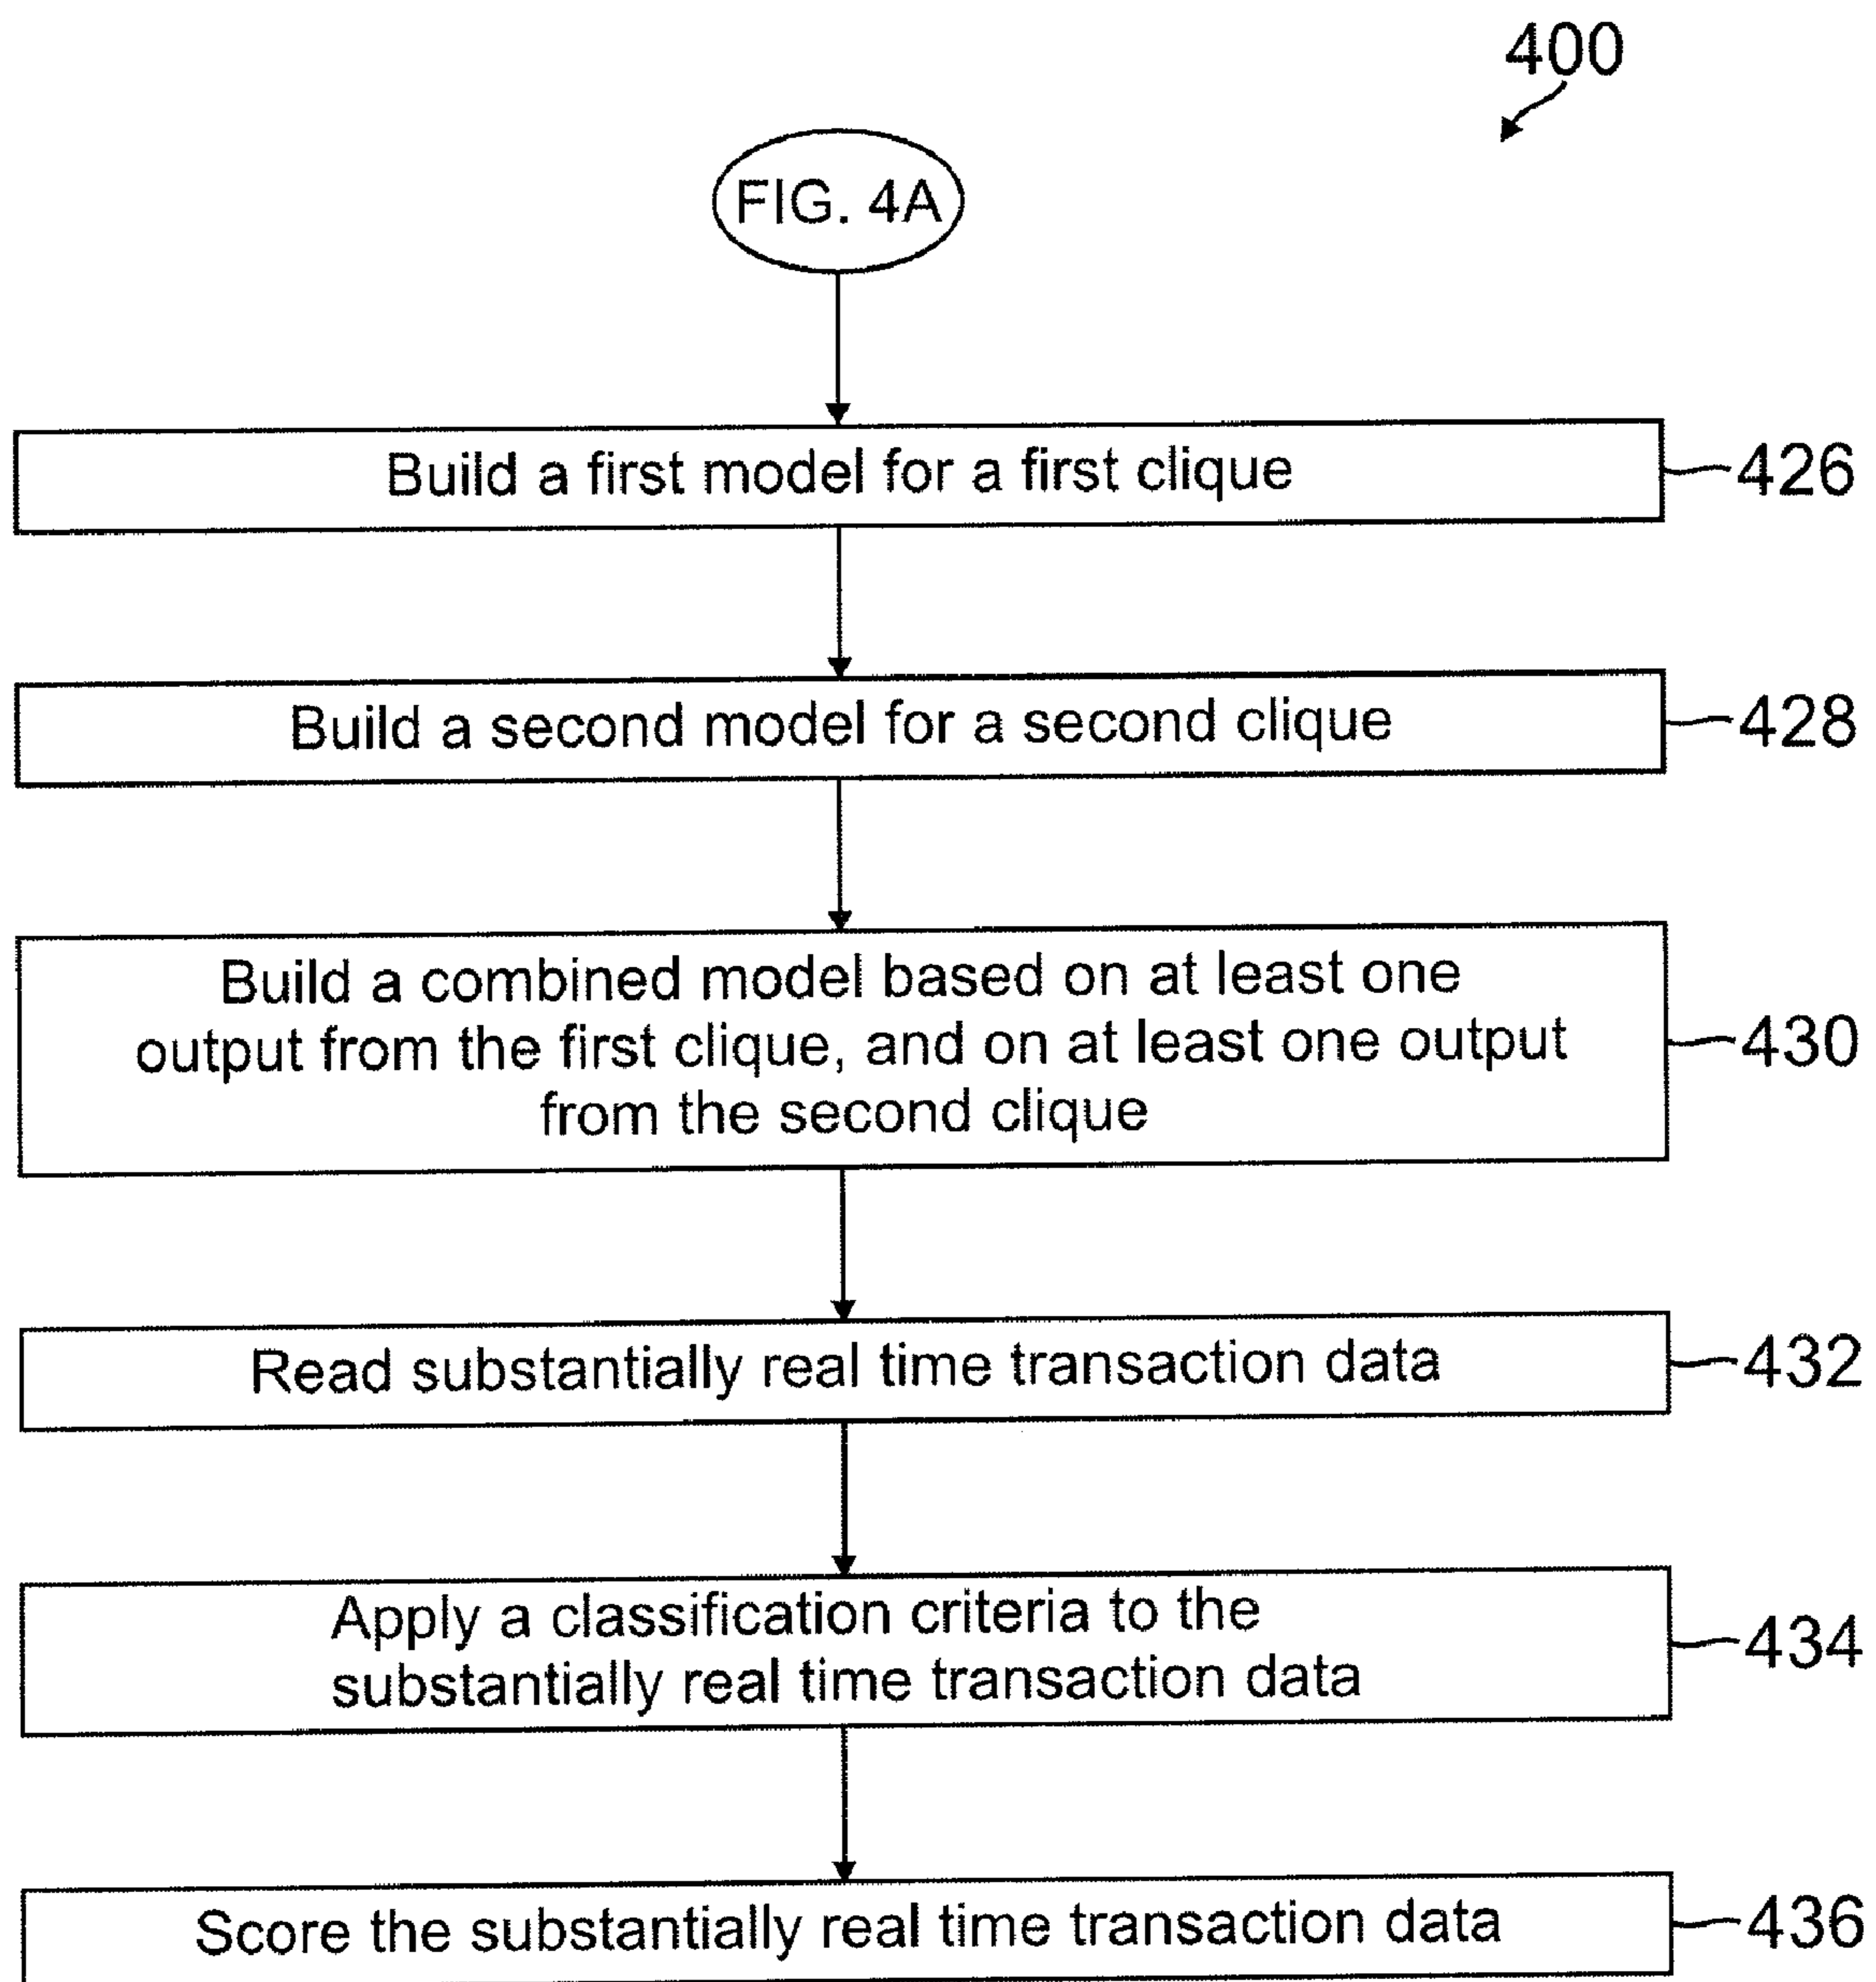 400
FIG. 4A
Build a first model for a first clique
426
Build a second model for a second clique
428
Build a combined model based on at least one
output from the first clique, and on at least one output
from the second clique
430
Read substantially real time transaction data
432
Apply a classification criteria to the
substantially real time transaction data
434
Score the substantially real time transaction data
436